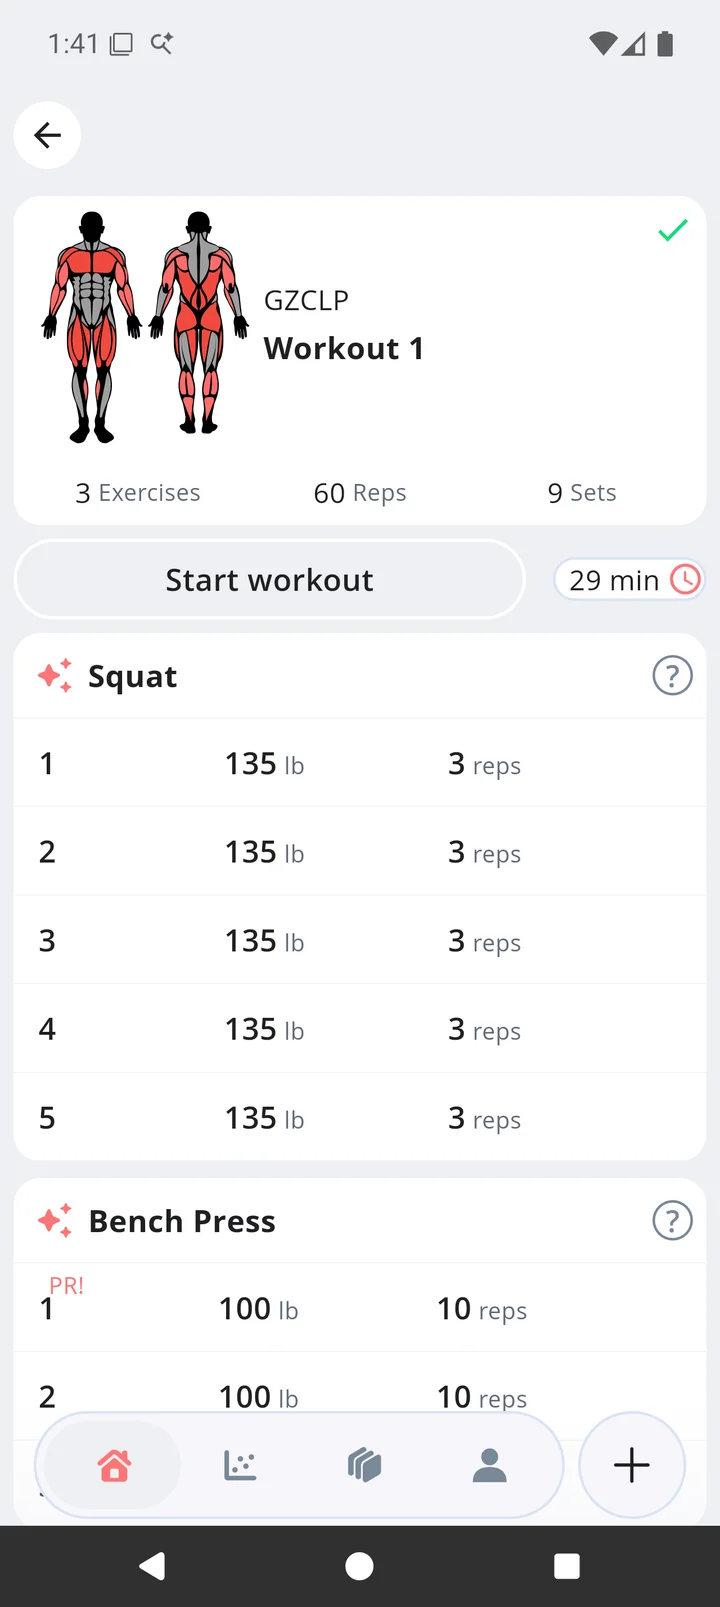 1:41
GZCLP
Workout 1
3 Exercises 60 Reps 9 Sets
Start workout 29 min
Squat ?
1 135 lb 3 reps
2 135 lb 3 reps
3 135 lb 3 reps
4 135 lb 3 reps
5 135 lb 3 reps
Bench Press ?
PR!
1 100 lb 10 reps
2 100 lb 10 reps